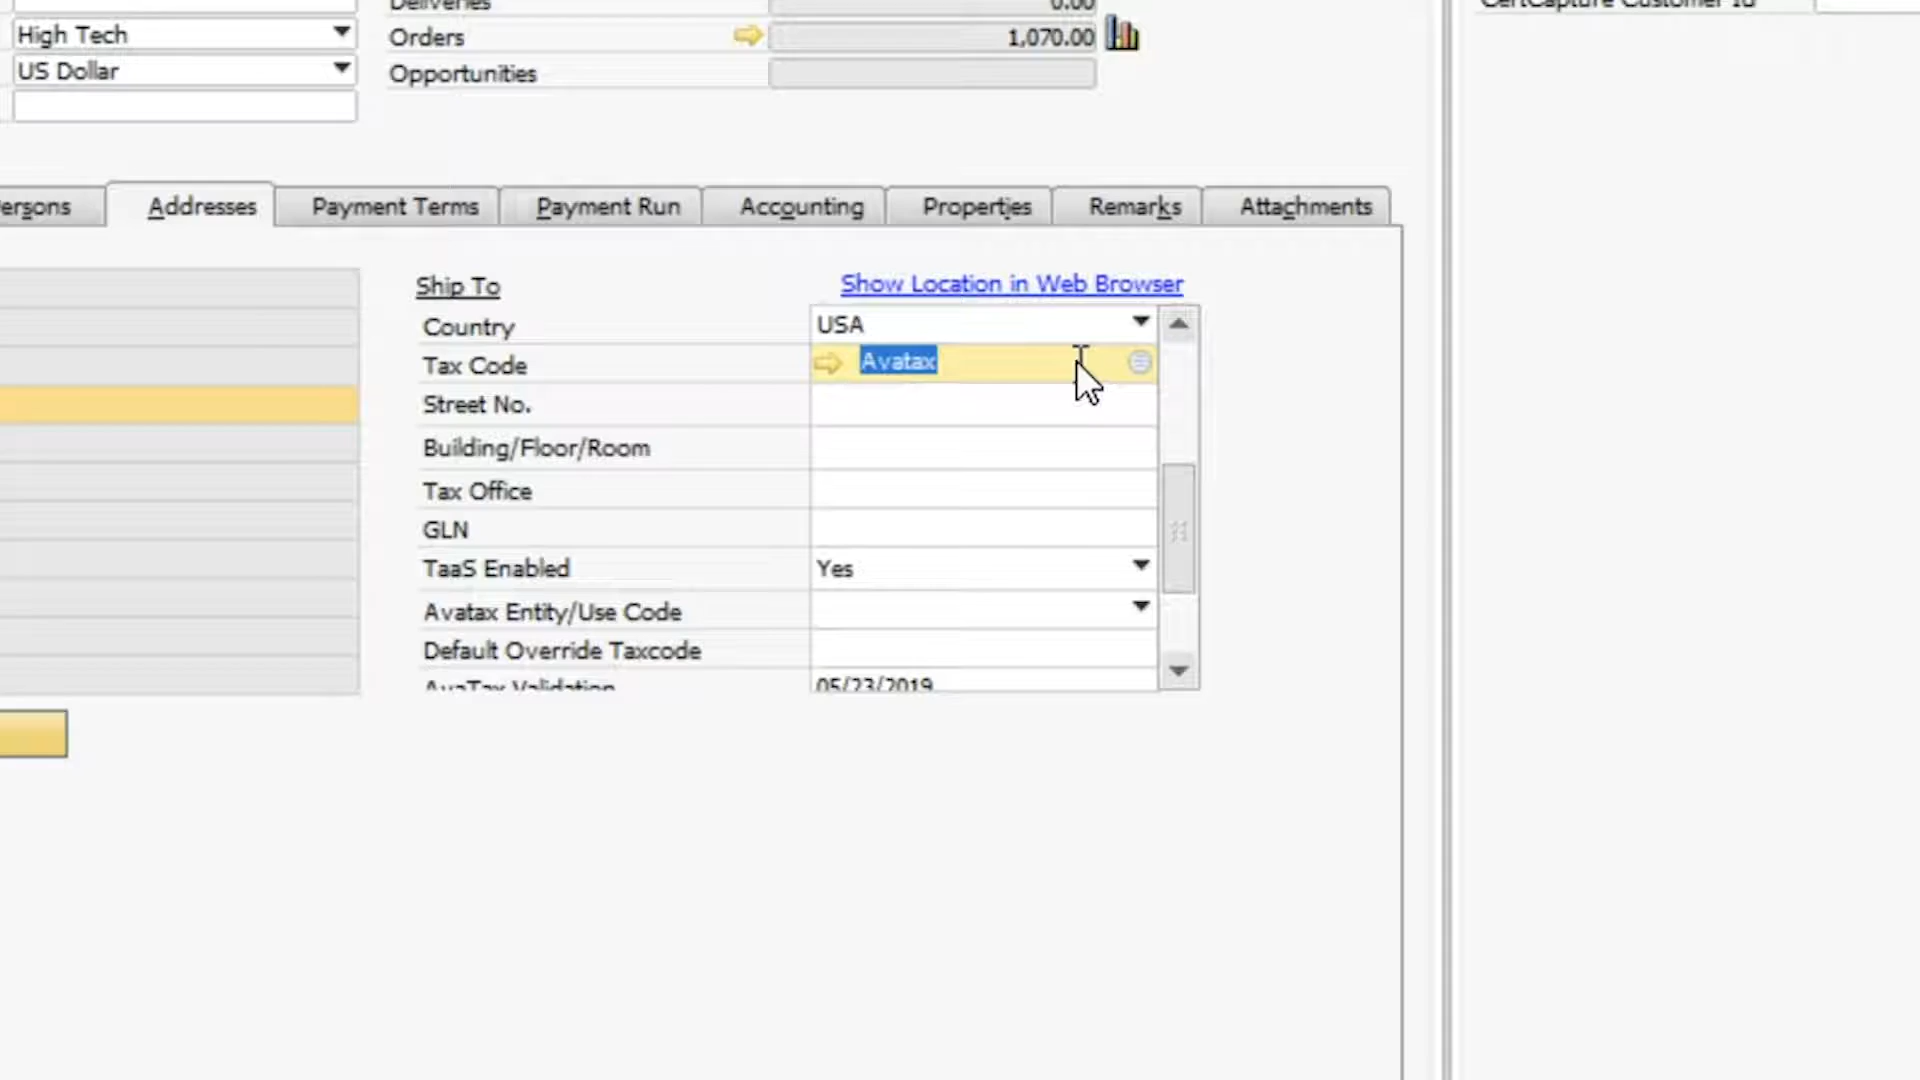 Deliveries 0.00
CertCapture Customer ID
High Tech
Orders 1,070.00
US Dollar
Opportunities
Addresses Payment Terms Payment Run Accounting Properties Remarks Attachments
Ship To Show Location in Web Browser
Country USA
Tax Code Avatax
Street No.
Building/Floor/Room
Tax Office
GLN
TaaS Enabled Yes
Avatax Entity/Use Code
Default Override Taxcode
AvaTax Validation 05/23/2019